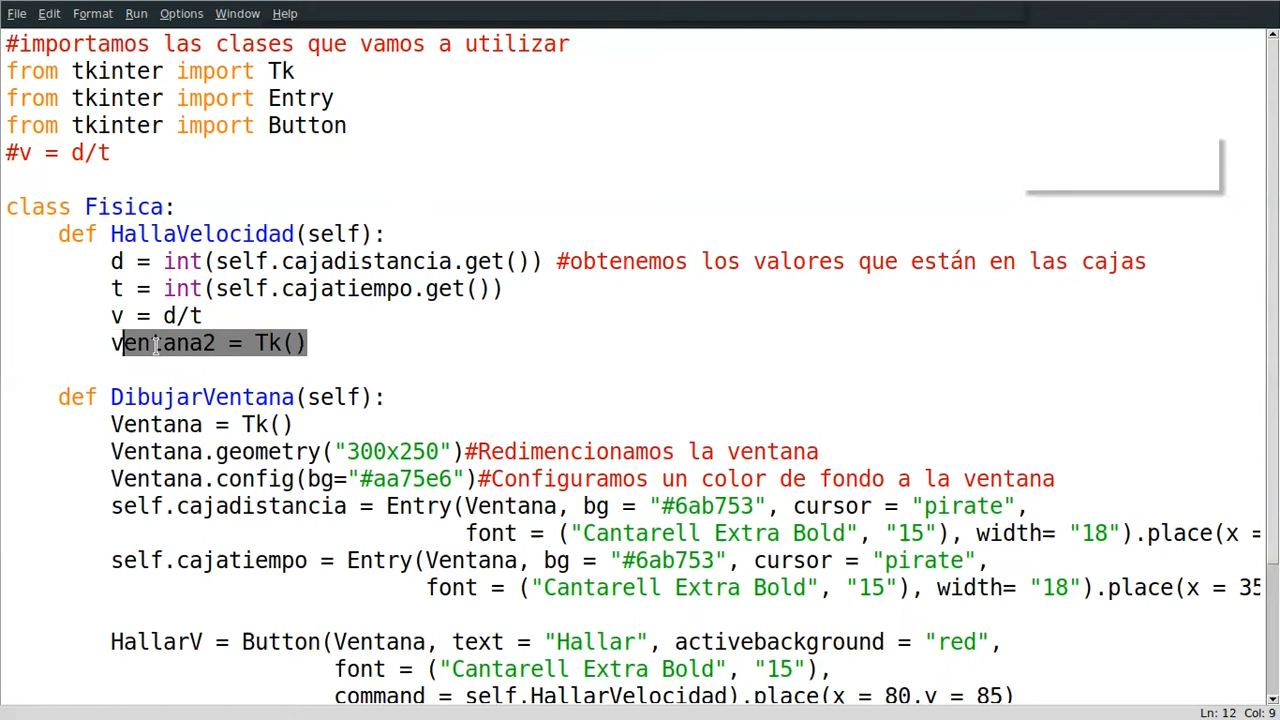 File Edit Format Run Options Window Help
#importamos las clases que vamos a utilizar
from tkinter import Tk
from tkinter import Entry
from tkinter import Button
#v = d/t
class Fisica:
    def HallaVelocidad(self):
        d = int(self.cajadistancia.get()) #obtenemos los valores que están en las cajas
        t = int(self.cajatiempo.get())
        v = d/t
        ventana2 = Tk()
    def DibujarVentana(self):
        Ventana = Tk()
        Ventana.geometry("300x250")#Redimencionamos la ventana
        Ventana.config(bg="#aa75e6")#Configuramos un color de fondo a la ventana
        self.cajadistancia = Entry(Ventana, bg = "#6ab753", cursor = "pirate",
                                   font = ("Cantarell Extra Bold", "15"), width= "18").place(x =
        self.cajatiempo = Entry(Ventana, bg = "#6ab753", cursor = "pirate",
                                font = ("Cantarell Extra Bold", "15"), width= "18").place(x = 35
        HallarV = Button(Ventana, text = "Hallar", activebackground = "red",
                         font = ("Cantarell Extra Bold", "15"),
                         command = self.HallarVelocidad).place(x = 80,y = 85)
Ln: 12 Col: 9